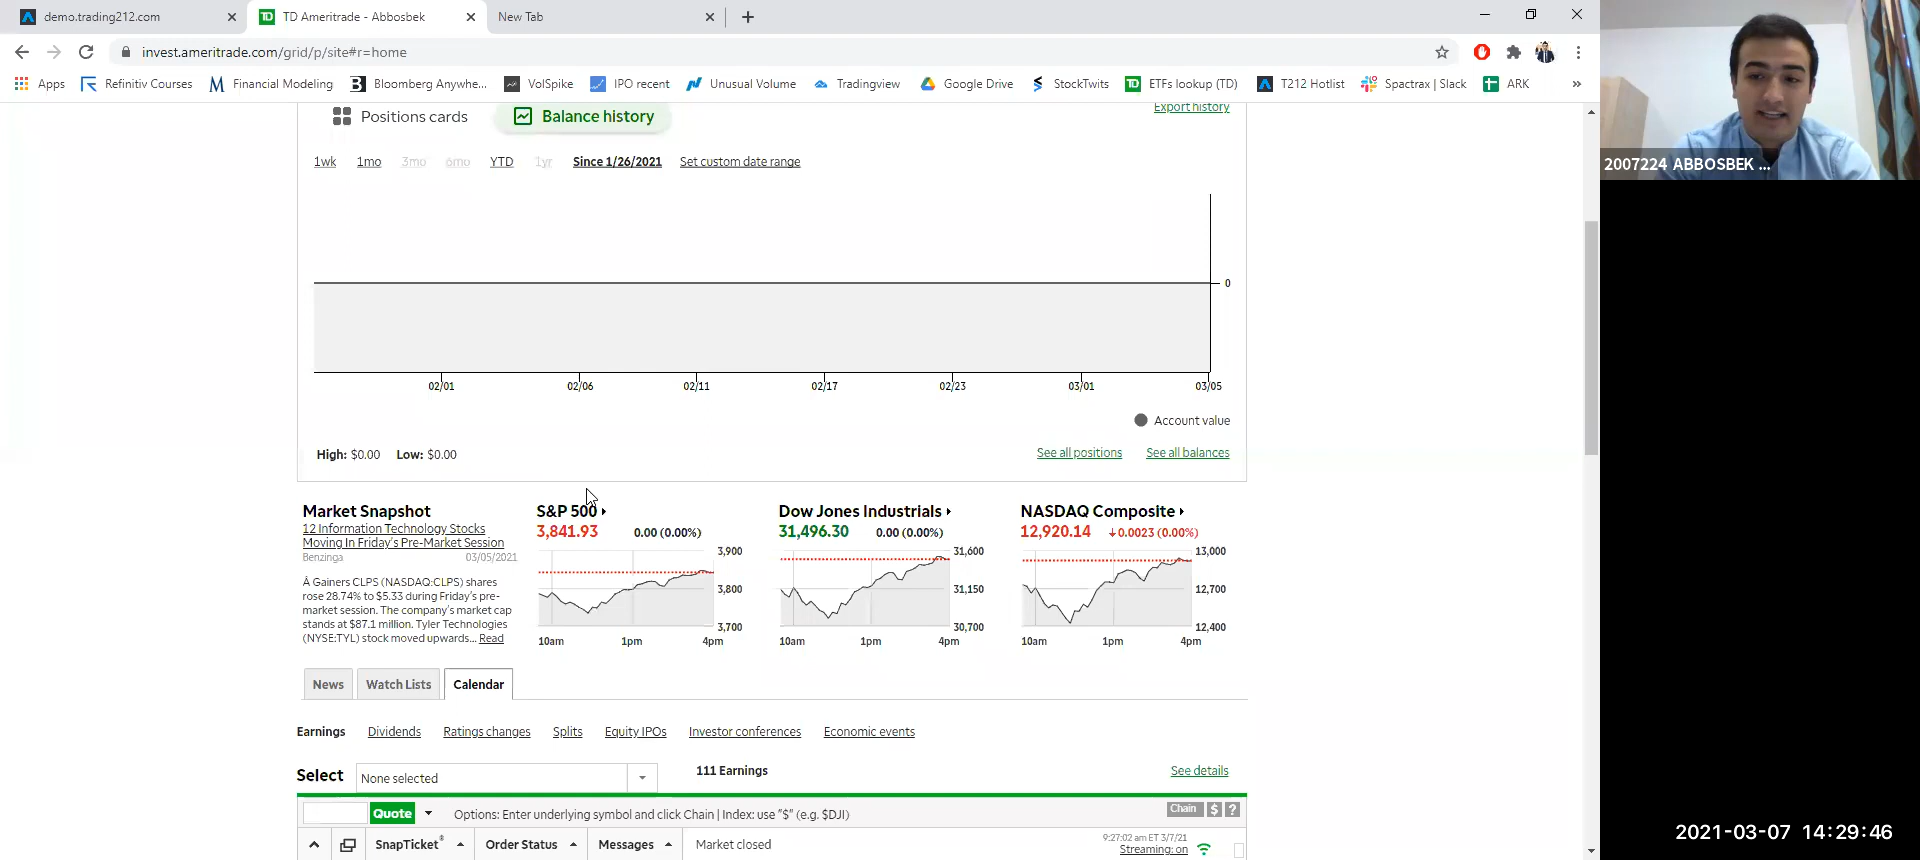 demo.trading212.com
TD Ameritrade - Abbosbek
New Tab
invest.ameritrade.com/grid/p/site#r=home
Apps Refinitiv Courses Financial Modeling Bloomberg Anywhe... VolSpike IPO recent Unusual Volume Tradingview Google Drive StockTwits ETFs lookup (TD) T212 Hotlist Spactrax | Slack ARK »
Positions cards Balance history Export history
1wk 1mo 3mo 6mo YTD 1yr Since 1/26/2021 Set custom date range
0
02/01 02/06 02/11 02/17 02/23 03/01 03/05
Account value
High: $0.00 Low: $0.00 See all positions See all balances
Market Snapshot
12 Information Technology Stocks
Moving In Friday's Pre-Market Session
Benzinga 03/05/2021
Â Gainers CLPS (NASDAQ:CLPS) shares
rose 28.74% to $5.33 during Friday's pre-
market session. The company's market cap
stands at $87.1 million. Tyler Technologies
(NYSE:TYL) stock moved upwards... Read
S&P 500
3,841.93 0.00 (0.00%)
3,900
3,800
3,700
10am 1pm 4pm
Dow Jones Industrials
31,496.30 0.00 (0.00%)
31,600
31,150
30,700
10am 1pm 4pm
NASDAQ Composite
12,920.14 0.0023 (0.00%)
13,000
12,700
12,400
10am 1pm 4pm
News Watch Lists Calendar
Earnings Dividends Ratings changes Splits Equity IPOs Investor conferences Economic events
Select None selected 111 Earnings See details
Quote Options: Enter underlying symbol and click Chain | Index: use "$" (e.g. $DJI) Chain $ ?
SnapTicket® Order Status Messages Market closed
9:27:02 am ET 3/7/21
Streaming: on
2007224 ABBOSBEK ...
2021-03-07 14:29:46